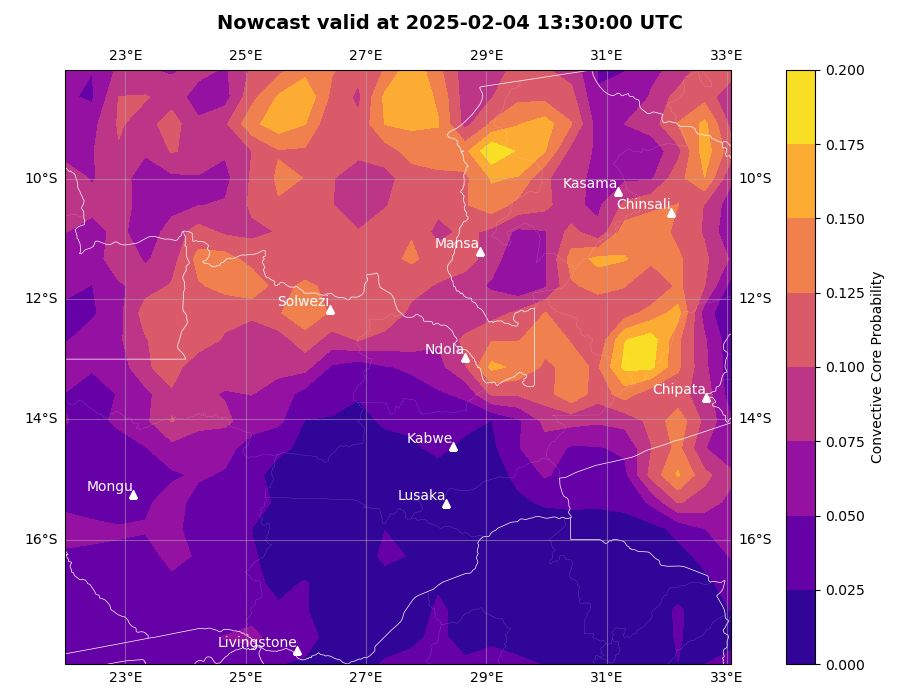 Nowcast valid at 2025-02-04 13:30:00 UTC
23°E 25°E 27°E 29°E 31°E 33°E
0.200
0.175
10°S Kasama 10°S
Chinsali
0.150
Mansa
12°S Solwezi 12°S
0.125
Ndola
0.100
Chipata
14°S 14°S
Kabwe
0.075
Mongu Lusaka
0.050
16°S 16°S
0.025
Livingstone
0.000
23°E 25°E 27°E 29°E 31°E 33°E
Convective Core Probability